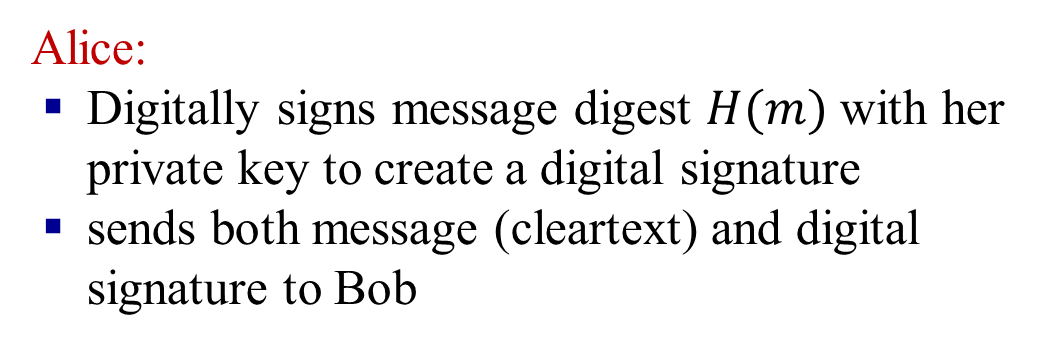 Alice:
▪ Digitally signs message digest H(m) with her
private key to create a digital signature
▪ sends both message (cleartext) and digital
signature to Bob